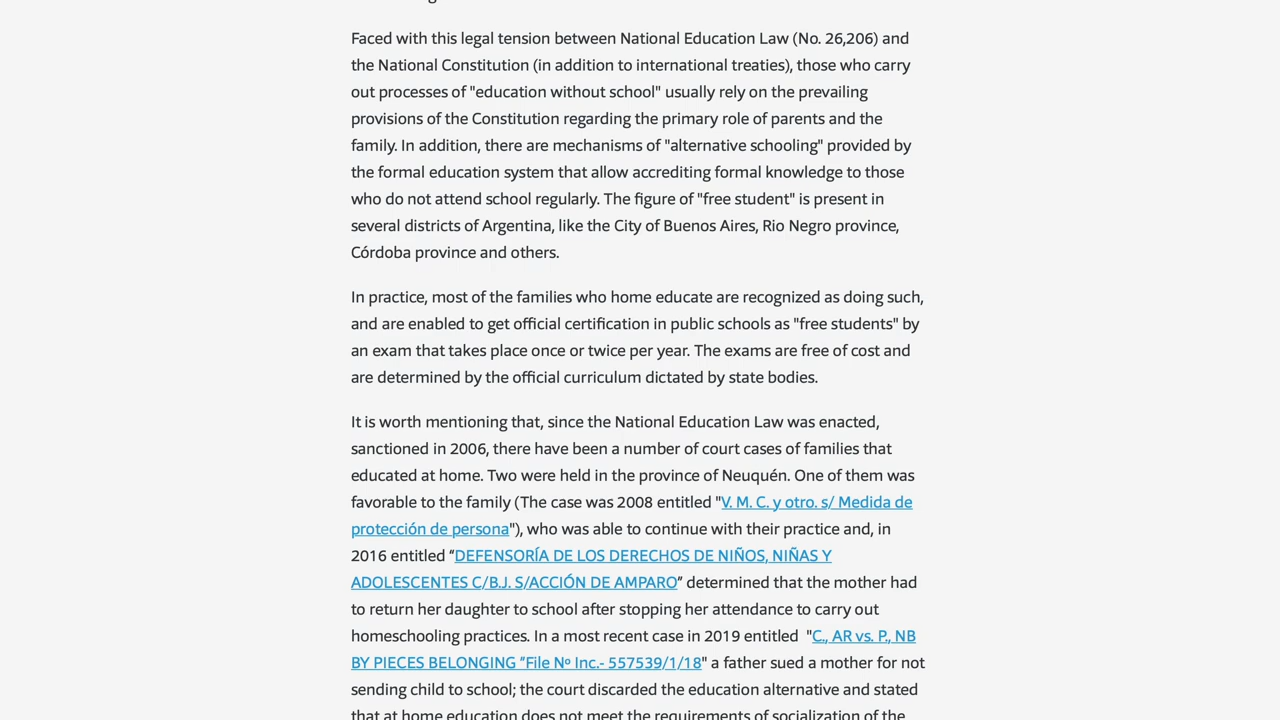 Faced with this legal tension between National Education Law (No. 26,206) and
the National Constitution (in addition to international treaties), those who carry
out processes of "education without school" usually rely on the prevailing
provisions of the Constitution regarding the primary role of parents and the
family. In addition, there are mechanisms of "alternative schooling" provided by
the formal education system that allow accrediting formal knowledge to those
who do not attend school regularly. The figure of "free student" is present in
several districts of Argentina, like the City of Buenos Aires, Rio Negro province,
Córdoba province and others.
In practice, most of the families who home educate are recognized as doing such,
and are enabled to get official certification in public schools as "free students" by
an exam that takes place once or twice per year. The exams are free of cost and
are determined by the official curriculum dictated by state bodies.
It is worth mentioning that, since the National Education Law was enacted,
sanctioned in 2006, there have been a number of court cases of families that
educated at home. Two were held in the province of Neuquén. One of them was
favorable to the family (The case was 2008 entitled "V. M. C. y otro. s/ Medida de
protección de persona"), who was able to continue with their practice and, in
2016 entitled “DEFENSORÍA DE LOS DERECHOS DE NIÑOS, NIÑAS Y
ADOLESCENTES C/B.J. S/ACCIÓN DE AMPARO” determined that the mother had
to return her daughter to school after stopping her attendance to carry out
homeschooling practices. In a most recent case in 2019 entitled  "C., AR vs. P., NB
BY PIECES BELONGING “File Nº Inc.- 557539/1/18" a father sued a mother for not
sending child to school; the court discarded the education alternative and stated
that at home education does not meet the requirements of socialization of the